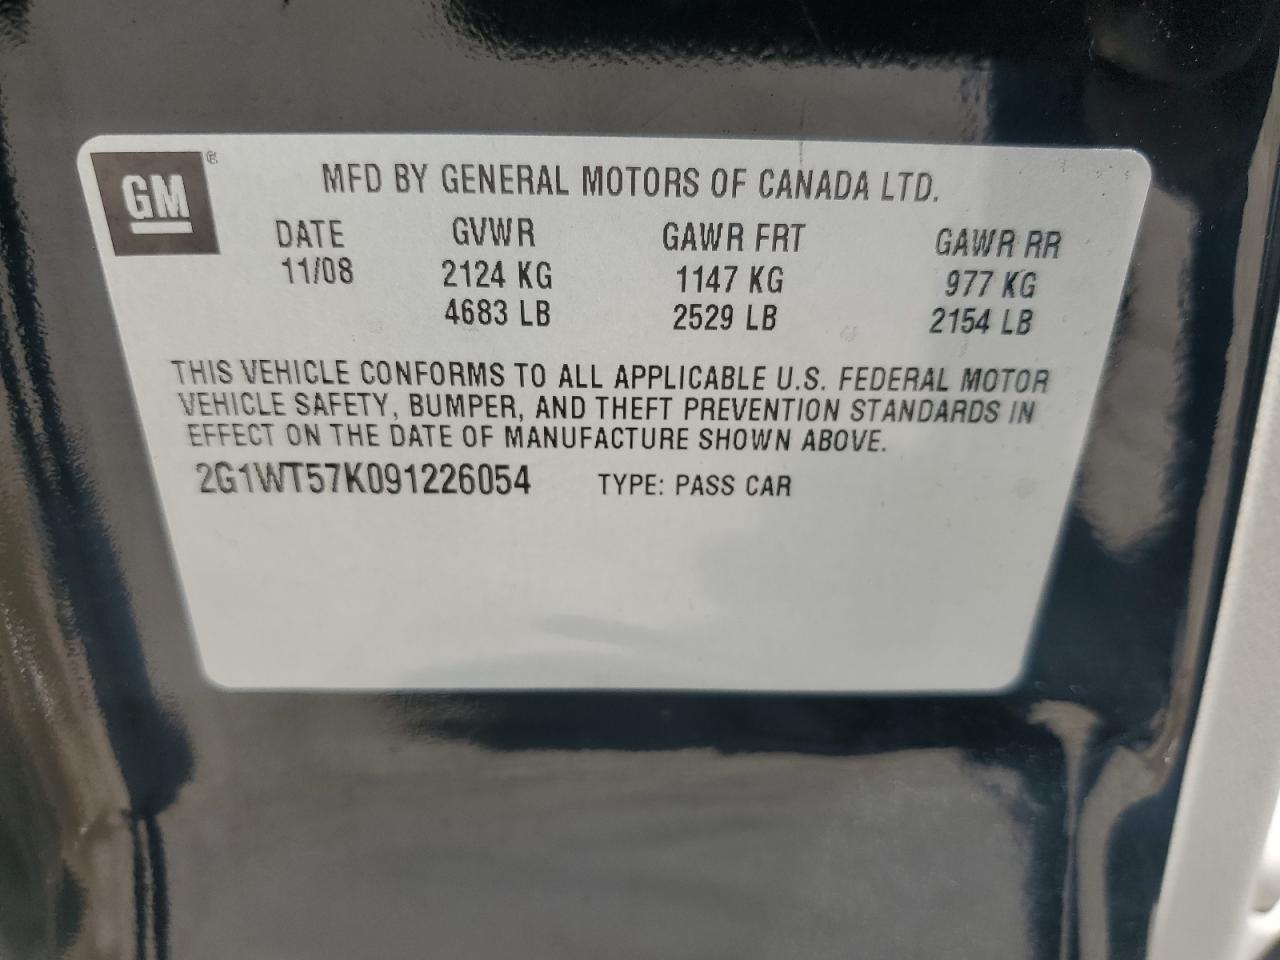 GM ®
MFD BY GENERAL MOTORS OF CANADA LTD.
DATE GVWR GAWR FRT GAWR RR
11/08 2124 KG 1147 KG 977 KG
4683 LB 2529 LB 2154 LB
THIS VEHICLE CONFORMS TO ALL APPLICABLE U.S. FEDERAL MOTOR
VEHICLE SAFETY, BUMPER, AND THEFT PREVENTION STANDARDS IN
EFFECT ON THE DATE OF MANUFACTURE SHOWN ABOVE.
2G1WT57K091226054 TYPE: PASS CAR